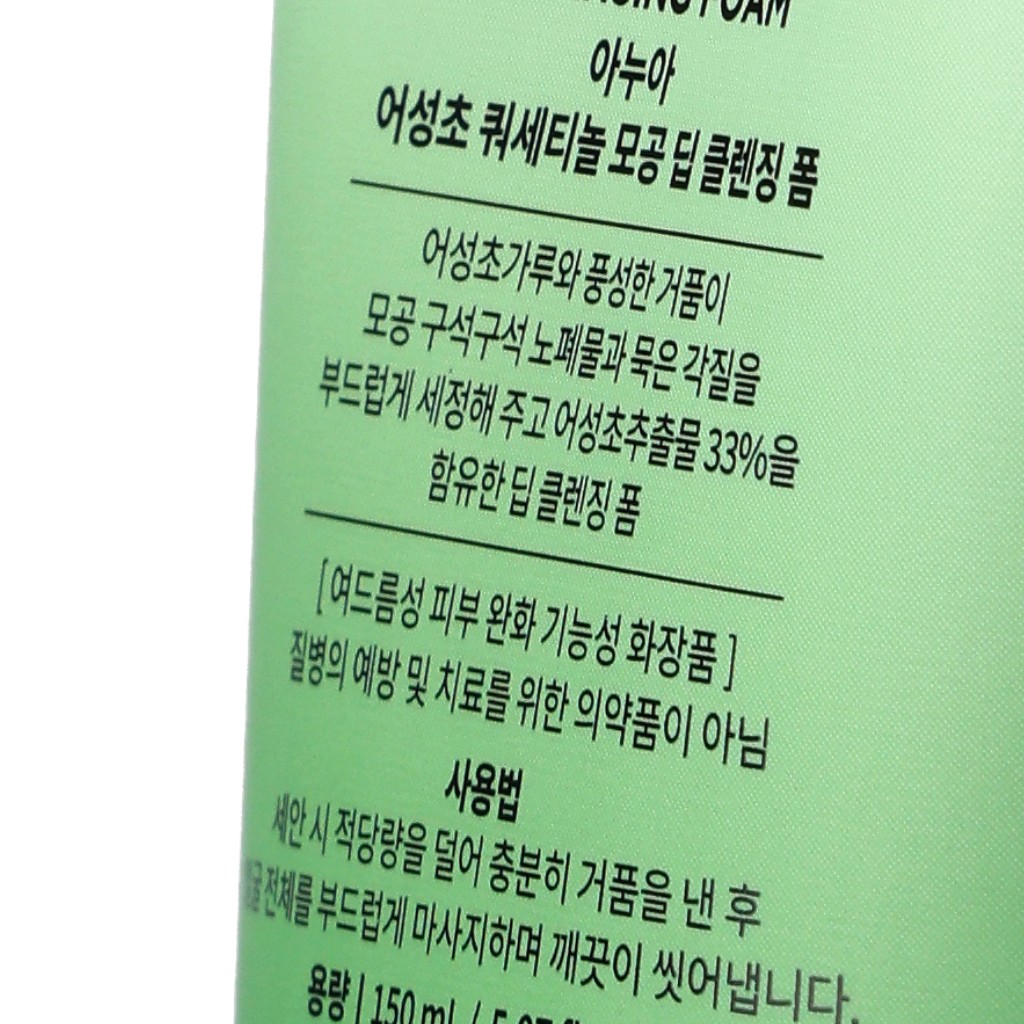 FOAM
아누아
어성초 쿼세티놀 모공 딥 클렌징 폼
어성초가루와 풍성한 거품이
모공 구석구석 노폐물과 묵은 각질을
부드럽게 세정해 주고 어성초추출물 33%을
함유한 딥 클렌징 폼
[ 여드름성 피부 완화 기능성 화장품 ]
질병의 예방 및 치료를 위한 의약품이 아님
사용법
세안 시 적당량을 덜어 충분히 거품을 낸 후
전체를 부드럽게 마사지하며 깨끗이 씻어냅니다.
용량 | 150 mL /